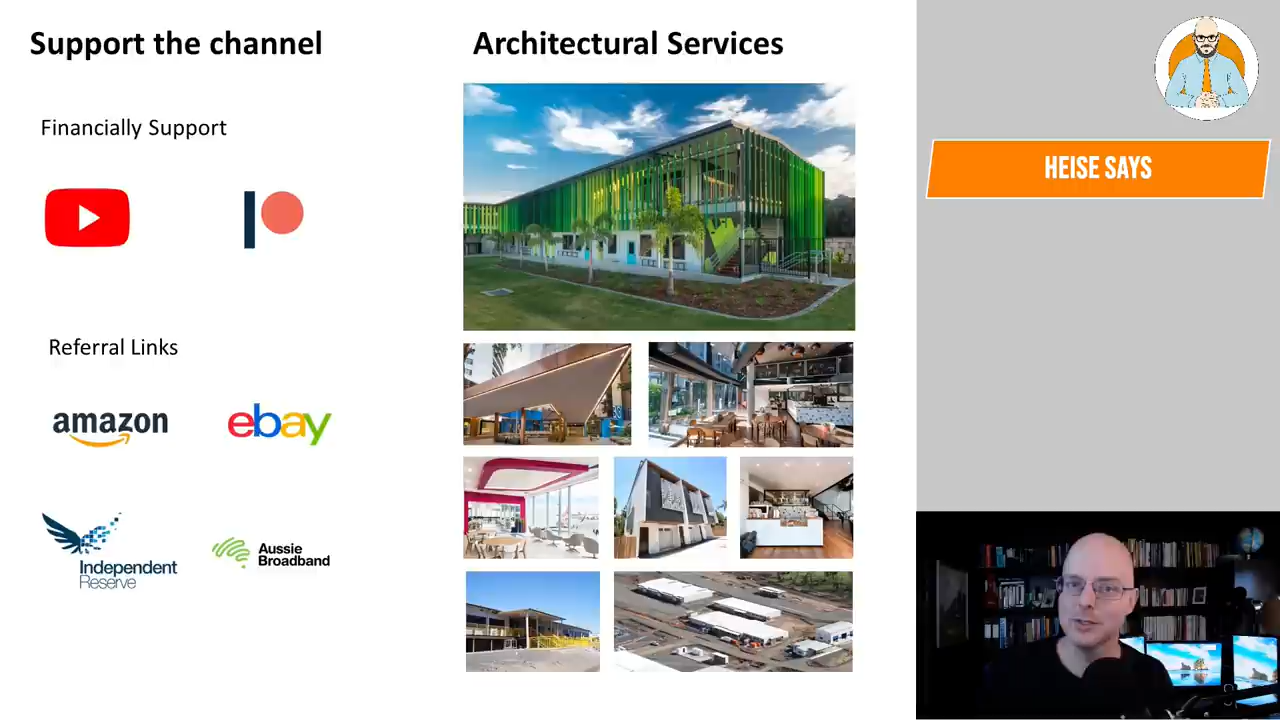 Support the channel
Financially Support
Referral Links
amazon
ebay
Independent
Reserve
Aussie
Broadband
Architectural Services
HEISE SAYS